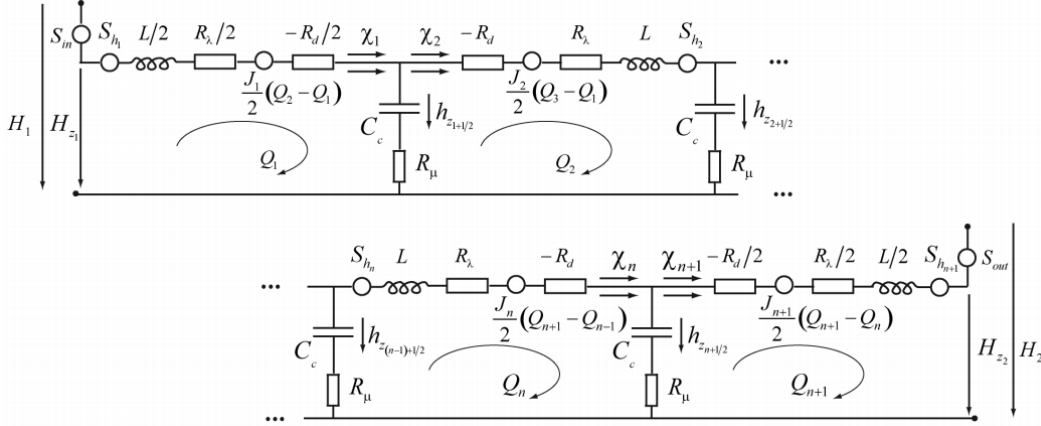 S_in S_h₁ L/2 R_λ/2 −R_d/2 χ₁ χ₂ −R_d R_λ L S_h₂ ...
J₁/2 (Q₂ − Q₁) J₂/2 (Q₃ − Q₁)
H₁ H_z₁ C_c h_z₁₊₁/₂ C_c h_z₂₊₁/₂
Q₁ R_μ Q₂ R_μ
...
S_hₙ L R_λ −R_d χₙ χₙ₊₁ −R_d/2 R_λ/2 L/2 S_hₙ₊₁ S_out
...
Jₙ/2 (Qₙ₊₁ − Qₙ₋₁) Jₙ₊₁/2 (Qₙ₊₁ − Qₙ)
C_c h_z₍ₙ₋₁₎₊₁/₂ C_c h_zₙ₊₁/₂ H_z₂ H₂
R_μ Qₙ R_μ Qₙ₊₁
...